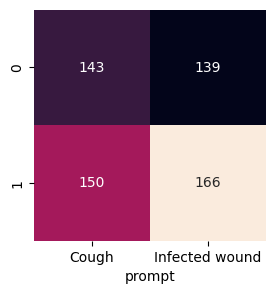 0 143 139
1 150 166
Cough Infected wound
prompt